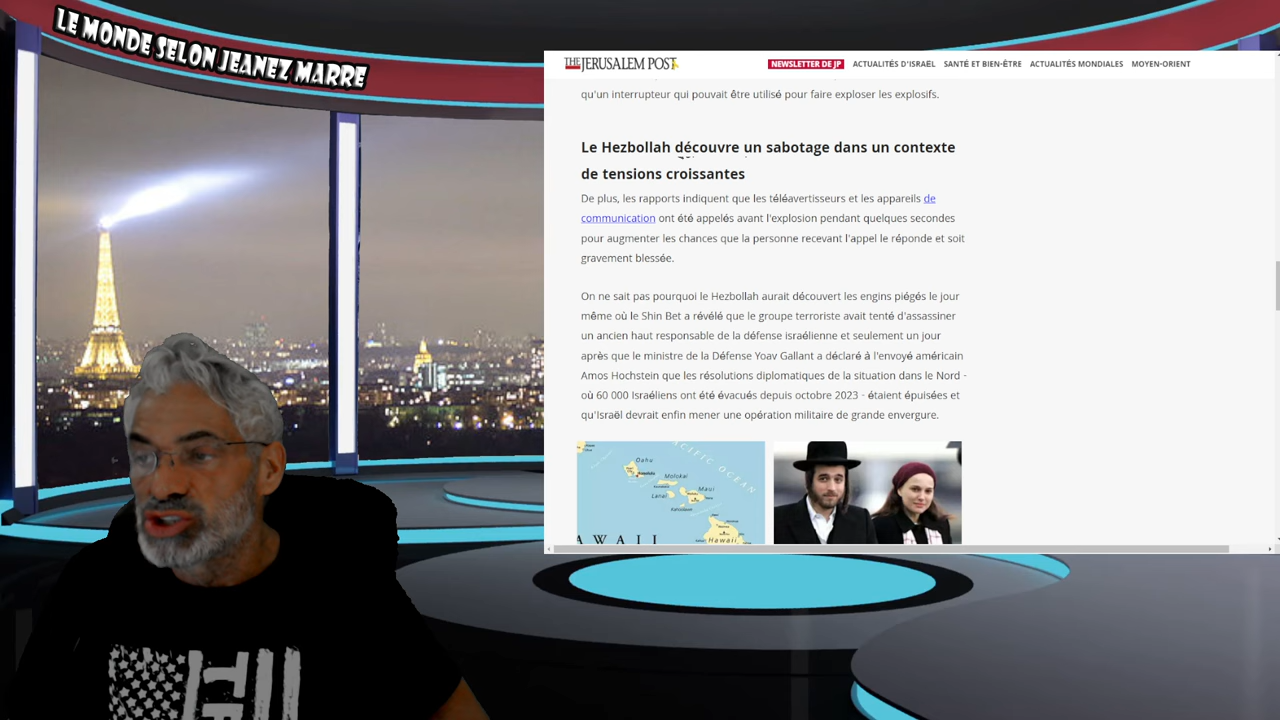 LE MONDE SELON JEANEZ MARRE
THE JERUSALEM POST
NEWSLETTER DE JP ACTUALITÉS D'ISRAËL SANTÉ ET BIEN-ÊTRE ACTUALITÉS MONDIALES MOYEN-ORIENT
qu'un interrupteur qui pouvait être utilisé pour faire exploser les explosifs.
Le Hezbollah découvre un sabotage dans un contexte
de tensions croissantes
De plus, les rapports indiquent que les téléavertisseurs et les appareils de
communication ont été appelés avant l'explosion pendant quelques secondes
pour augmenter les chances que la personne recevant l'appel le réponde et soit
gravement blessée.
On ne sait pas pourquoi le Hezbollah aurait découvert les engins piégés le jour
même où le Shin Bet a révélé que le groupe terroriste avait tenté d'assassiner
un ancien haut responsable de la défense israélienne et seulement un jour
après que le ministre de la Défense Yoav Gallant a déclaré à l'envoyé américain
Amos Hochstein que les résolutions diplomatiques de la situation dans le Nord -
où 60 000 Israéliens ont été évacués depuis octobre 2023 - étaient épuisées et
qu'Israël devrait enfin mener une opération militaire de grande envergure.
Oahu
PACIFIC OCEAN
Molokai
Lanai
Maui
Hawaii
AWAII